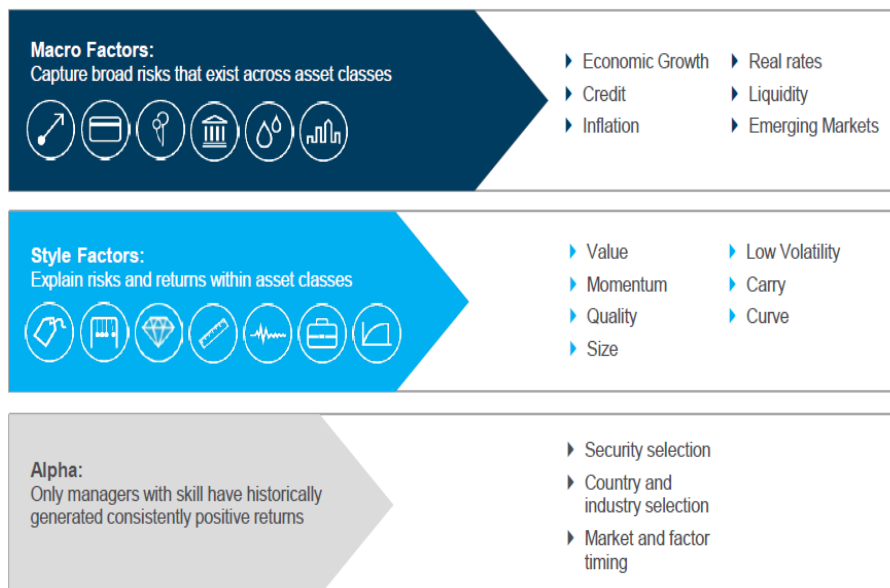 Macro Factors:
Capture broad risks that exist across asset classes
Economic Growth
Credit
Inflation
Real rates
Liquidity
Emerging Markets
Style Factors:
Explain risks and returns within asset classes
Value
Momentum
Quality
Size
Low Volatility
Carry
Curve
Alpha:
Only managers with skill have historically
generated consistently positive returns
Security selection
Country and
industry selection
Market and factor
timing